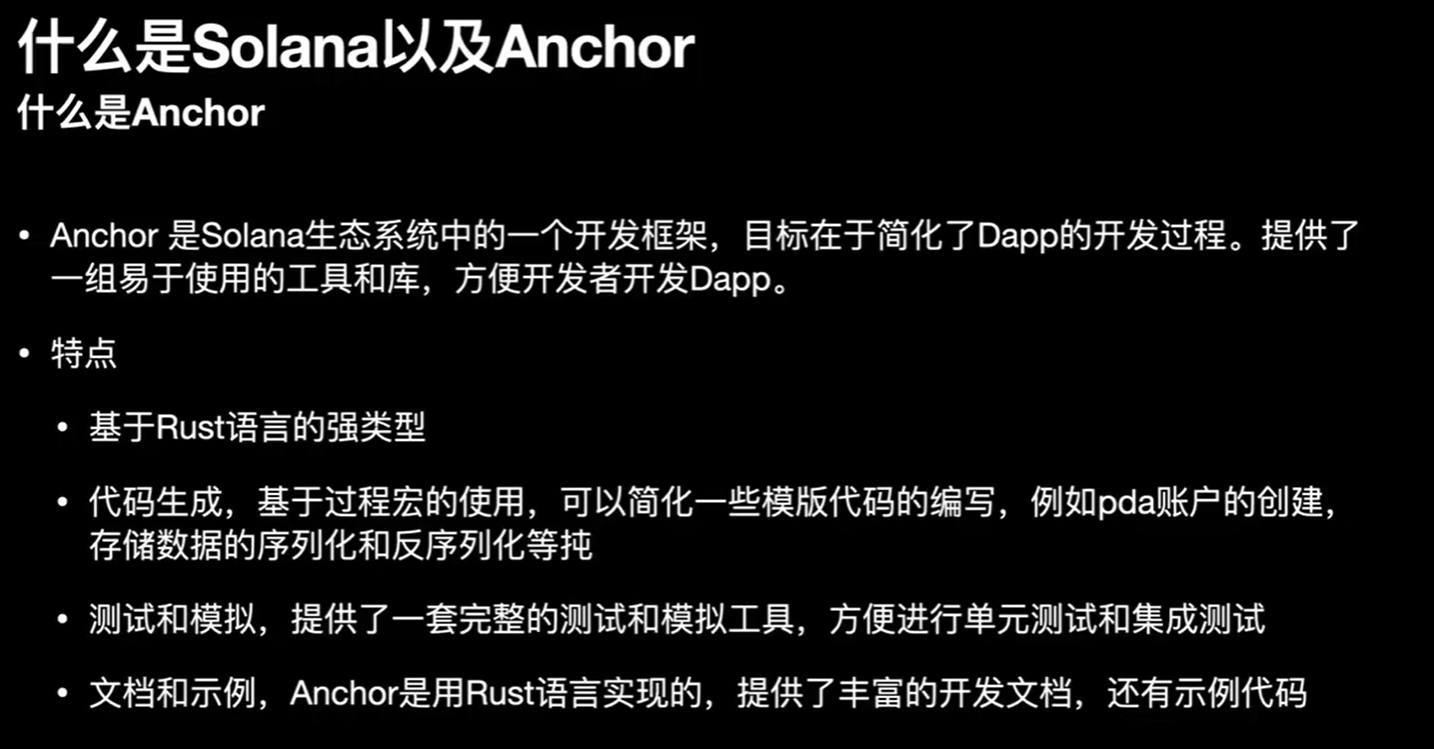 什么是Solana以及Anchor
什么是Anchor
• Anchor 是Solana生态系统中的一个开发框架，目标在于简化了Dapp的开发过程。提供了
一组易于使用的工具和库，方便开发者开发Dapp。
• 特点
• 基于Rust语言的强类型
• 代码生成，基于过程宏的使用，可以简化一些模版代码的编写，例如pda账户的创建，
存储数据的序列化和反序列化等扽
• 测试和模拟，提供了一套完整的测试和模拟工具，方便进行单元测试和集成测试
• 文档和示例，Anchor是用Rust语言实现的，提供了丰富的开发文档，还有示例代码